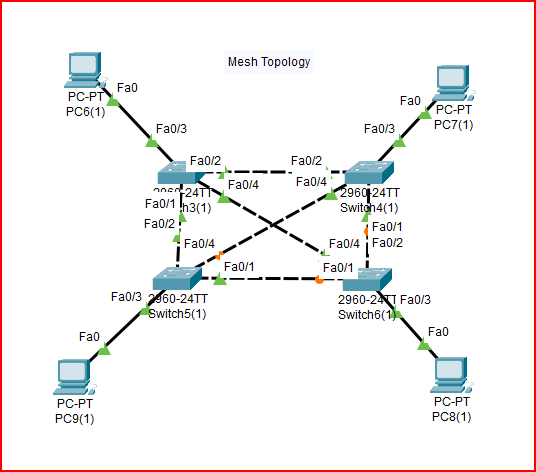 Mesh Topology
Fa0
PC-PT
PC6(1)
Fa0
PC-PT
PC7(1)
Fa0/3
Fa0/3
Fa0/2
Fa0/2
2960-24TT
Fa0/4
Fa0/4
2960-24TT
Switch4(1)
Fa0/1
Fa0/2
Fa0/1
Fa0/2
Fa0/4
Fa0/4
Fa0/1
Fa0/1
2960-24TT
Switch5(1)
Fa0/3
2960-24TT
Switch6(1)
Fa0/3
Fa0
PC-PT
PC9(1)
Fa0
PC-PT
PC8(1)